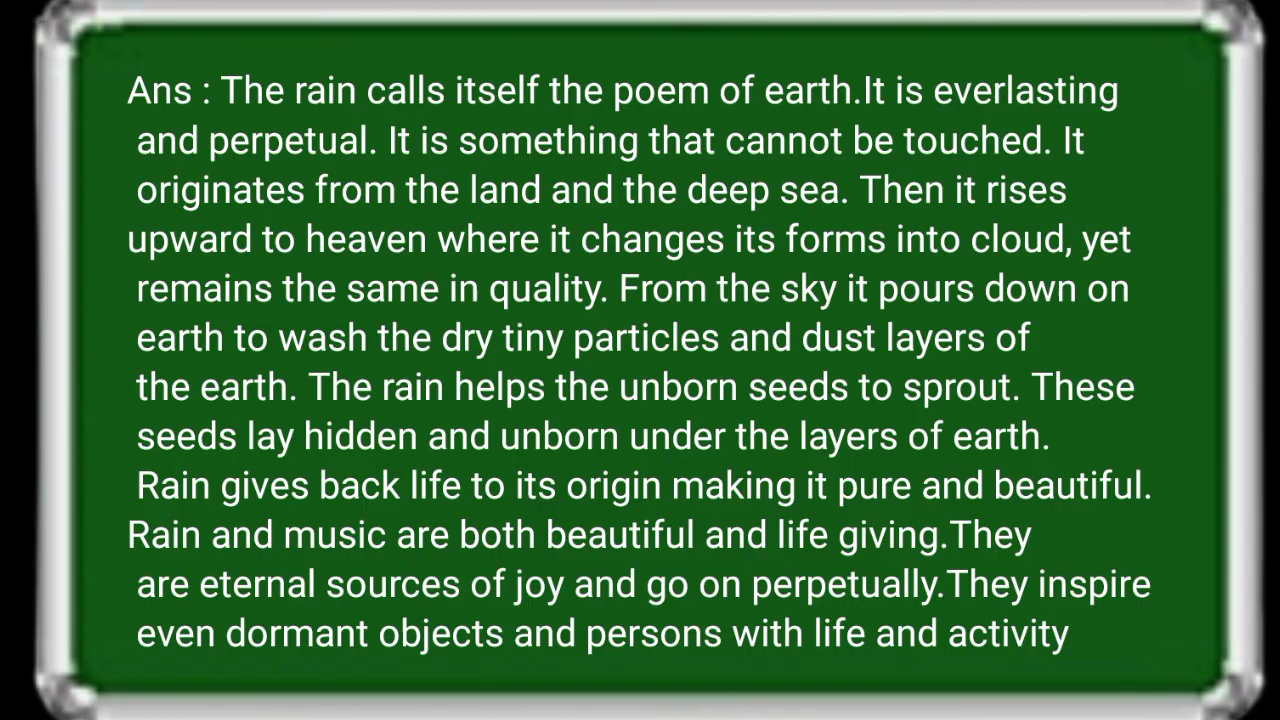 Ans : The rain calls itself the poem of earth.It is everlasting
and perpetual. It is something that cannot be touched. It
originates from the land and the deep sea. Then it rises
upward to heaven where it changes its forms into cloud, yet
remains the same in quality. From the sky it pours down on
earth to wash the dry tiny particles and dust layers of
the earth. The rain helps the unborn seeds to sprout. These
seeds lay hidden and unborn under the layers of earth.
Rain gives back life to its origin making it pure and beautiful.
Rain and music are both beautiful and life giving.They
are eternal sources of joy and go on perpetually.They inspire
even dormant objects and persons with life and activity